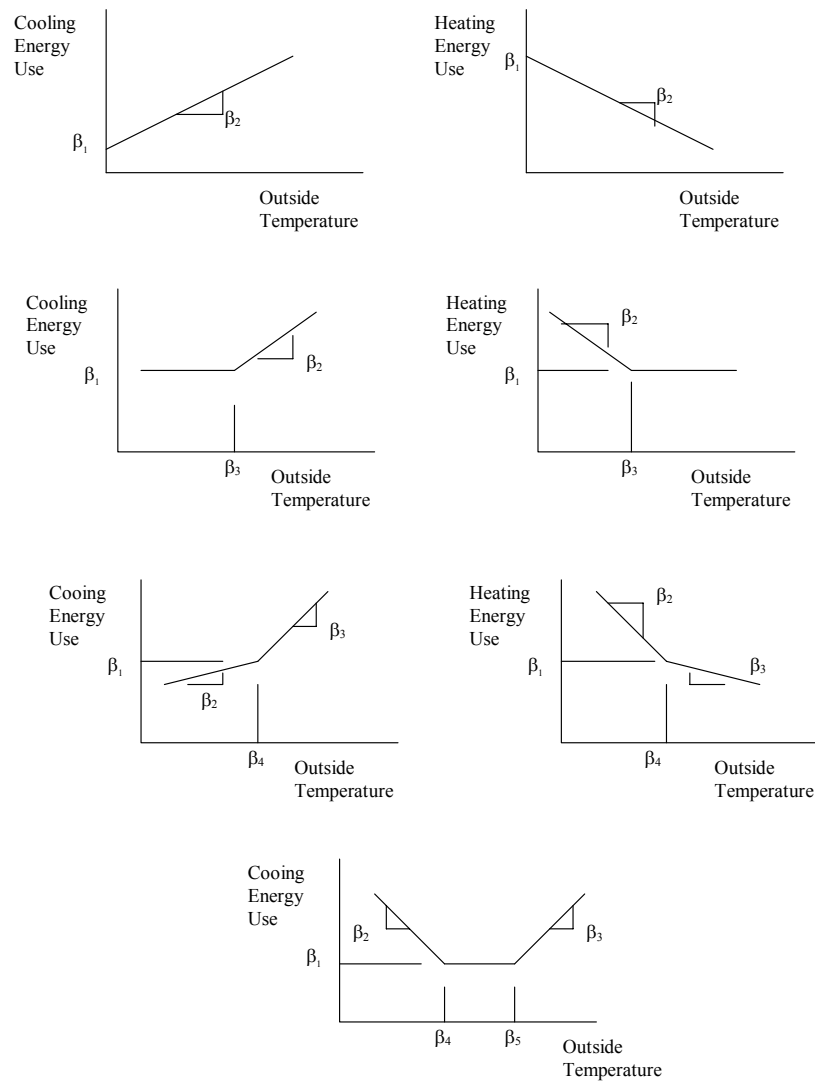 Cooling
Energy
Use
β₁
β₂
Outside
Temperature
Heating
Energy
Use
β₁
β₂
Outside
Temperature
Cooling
Energy
Use
β₁
β₂
β₃
Outside
Temperature
Heating
Energy
Use
β₁
β₂
β₃
Outside
Temperature
Cooing
Energy
Use
β₁
β₂
β₃
β₄
Outside
Temperature
Heating
Energy
Use
β₁
β₂
β₃
β₄
Outside
Temperature
Cooing
Energy
Use
β₂
β₃
β₁
β₄
β₅
Outside
Temperature